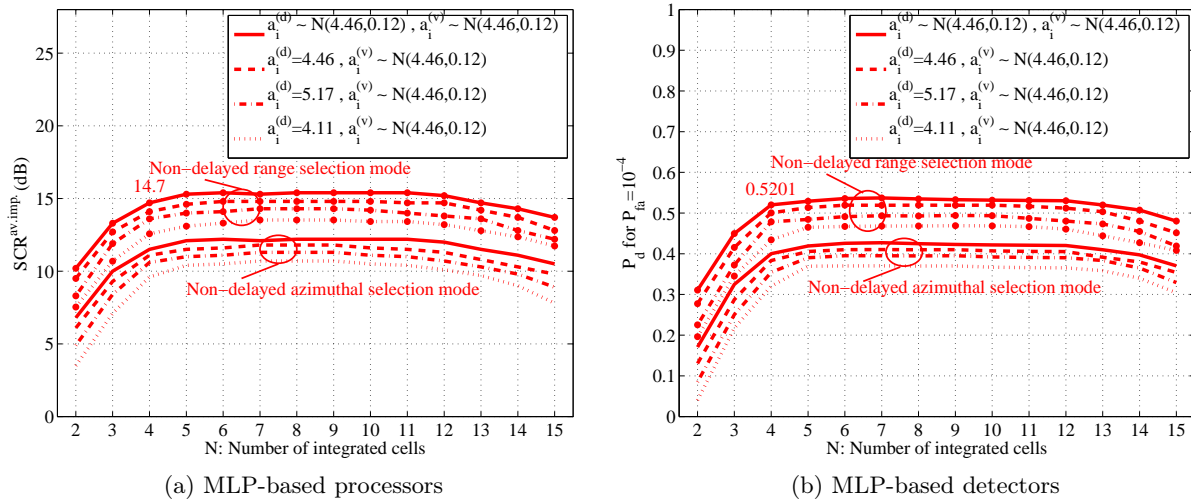 a_i^(d) ~ N(4.46,0.12) , a_i^(v) ~ N(4.46,0.12)
a_i^(d)=4.46 , a_i^(v) ~ N(4.46,0.12)
a_i^(d)=5.17 , a_i^(v) ~ N(4.46,0.12)
a_i^(d)=4.11 , a_i^(v) ~ N(4.46,0.12)
25
20
15
10
5
0
SCR^av. imp. (dB)
Non−delayed range selection mode
14.7
Non−delayed azimuthal selection mode
2 3 4 5 6 7 8 9 10 11 12 13 14 15
N: Number of integrated cells
(a) MLP-based processors
a_i^(d) ~ N(4.46,0.12) , a_i^(v) ~ N(4.46,0.12)
a_i^(d)=4.46 , a_i^(v) ~ N(4.46,0.12)
a_i^(d)=5.17 , a_i^(v) ~ N(4.46,0.12)
a_i^(d)=4.11 , a_i^(v) ~ N(4.46,0.12)
1
0.9
0.8
0.7
0.6
0.5
0.4
0.3
0.2
0.1
0
P_d for P_fa=10^−4
Non−delayed range selection mode
0.5201
Non−delayed azimuthal selection mode
2 3 4 5 6 7 8 9 10 11 12 13 14 15
N: Number of integrated cells
(b) MLP-based detectors